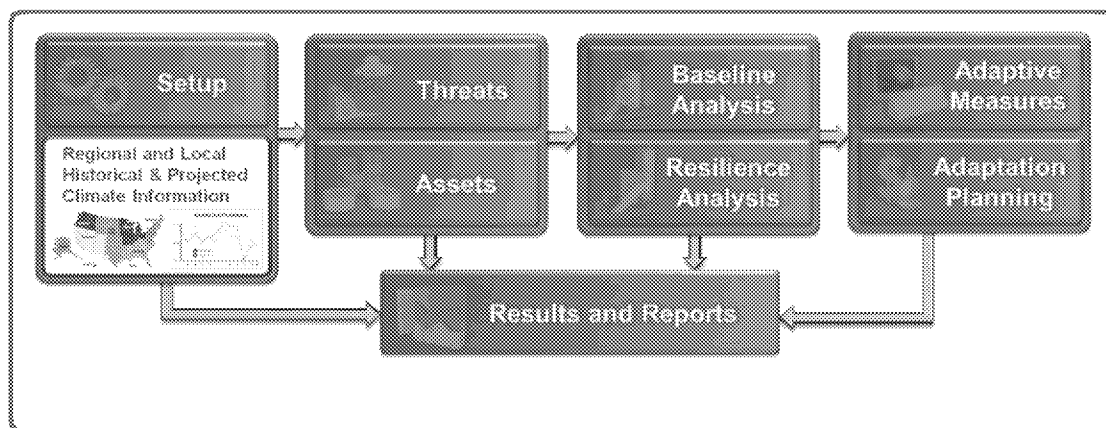 Setup
Regional and Local
Historical & Projected
Climate Information
Threats
Assets
Baseline
Analysis
Resilience
Analysis
Adaptive
Measures
Adaptation
Planning
Results and Reports